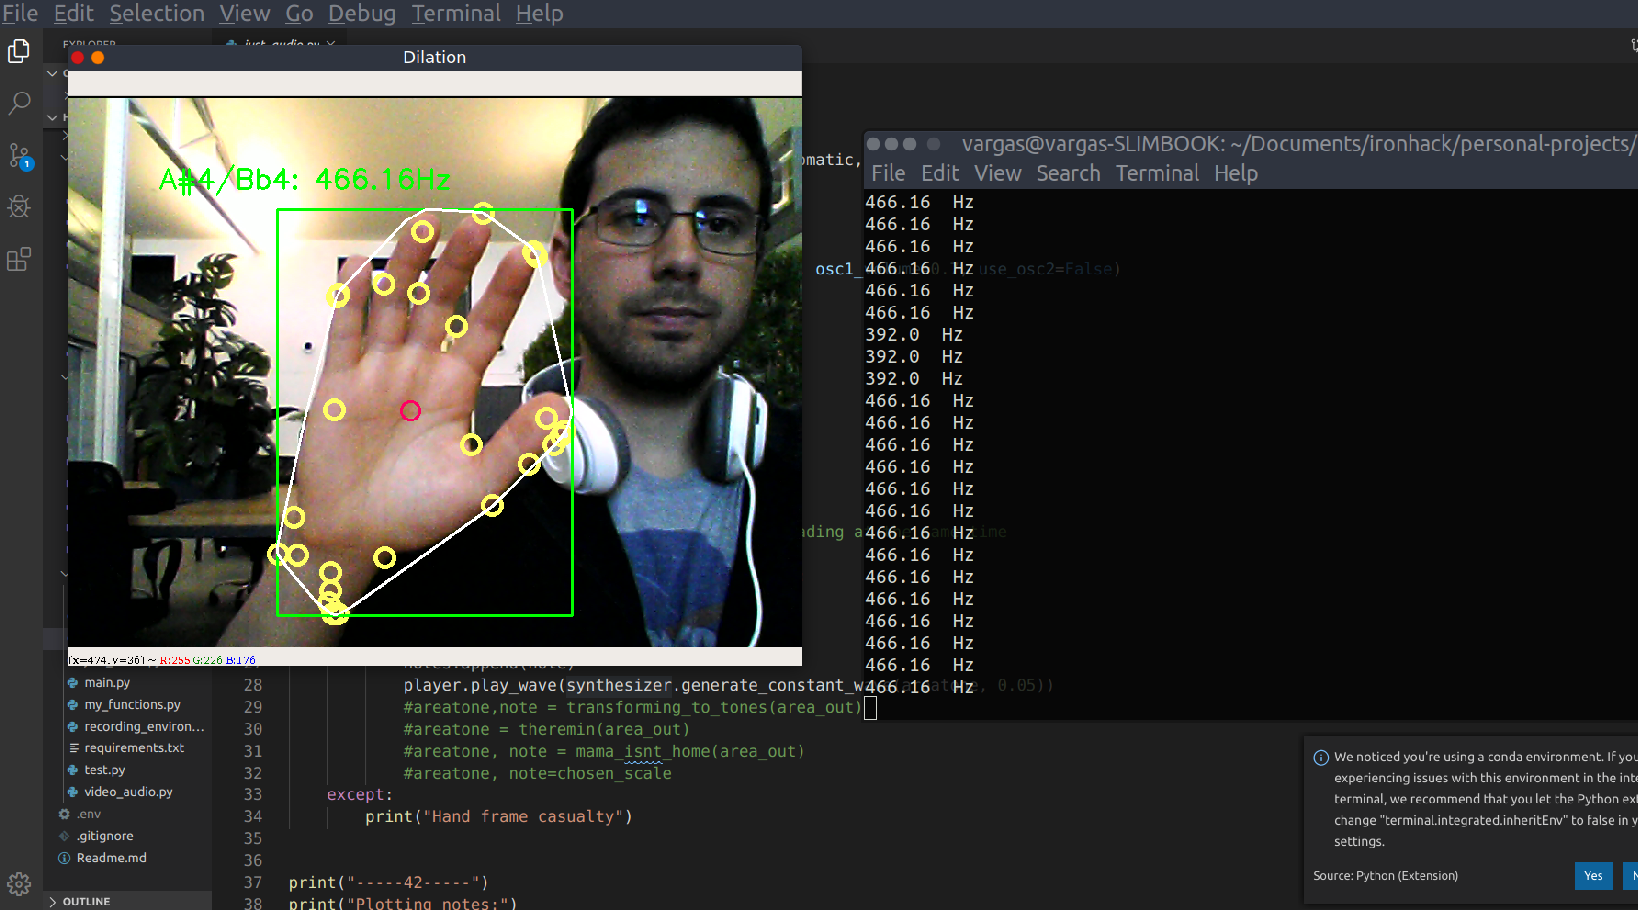 File Edit Selection View Go Debug Terminal Help
EXPLORER
just_audio.py
Dilation
A#4/Bb4: 466.16Hz
omatic,
osc1_
use_osc2=False)
ading a
time
vargas@vargas-SLIMBOOK: ~/Documents/ironhack/personal-projects/
File Edit View Search Terminal Help
466.16 Hz
466.16 Hz
466.16 Hz
466.16 Hz
466.16 Hz
466.16 Hz
392.0 Hz
392.0 Hz
392.0 Hz
466.16 Hz
466.16 Hz
466.16 Hz
466.16 Hz
466.16 Hz
466.16 Hz
466.16 Hz
466.16 Hz
466.16 Hz
466.16 Hz
466.16 Hz
466.16 Hz
466.16 Hz
466.16 Hz
1
R:255 G:226 B:176
main.py
my_functions.py
recording_environ...
requirements.txt
test.py
video_audio.py
.env
.gitignore
Readme.md
OUTLINE
28 player.play_wave(synthesizer.generate_constant_w , 0.05))
29 #areatone,note = transforming_to_tones(area_out)
30 #areatone = theremin(area_out)
31 #areatone, note = mama_isnt_home(area_out)
32 #areatone, note=chosen_scale
33 except:
34 print("Hand frame casualty")
35
36
37 print("-----42-----")
38 print("Plotting notes:")
We noticed you're using a conda environment. If you
experiencing issues with this environment in the inte
terminal, we recommend that you let the Python ext
change "terminal.integrated.inheritEnv" to false in y
settings.
Source: Python (Extension)
Yes